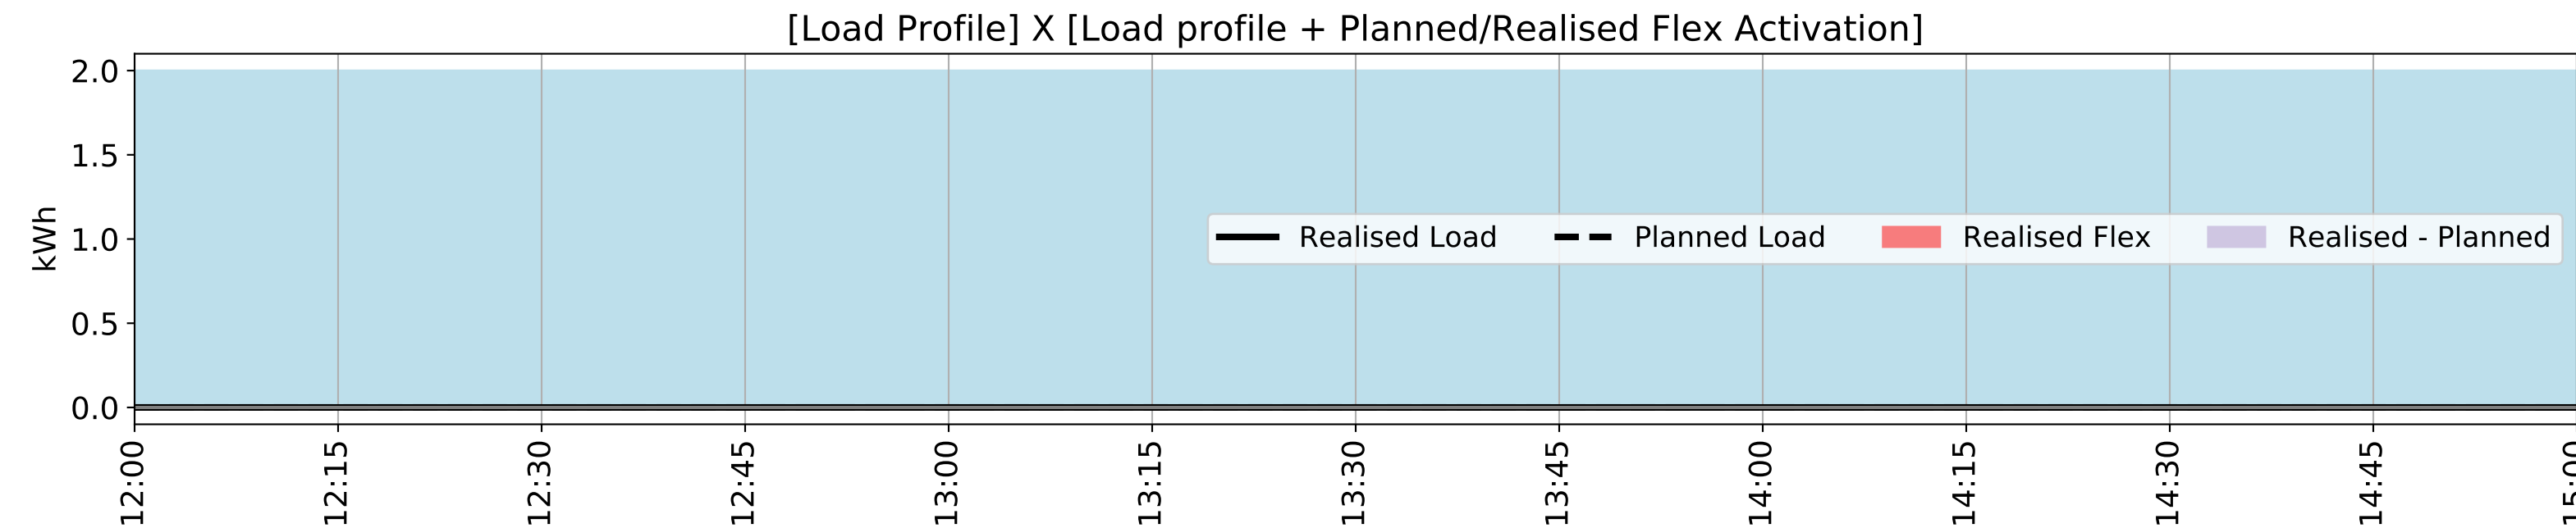 [Load Profile] X [Load profile + Planned/Realised Flex Activation]
2.0
1.5
1.0
0.5
0.0
kWh
Realised Load Planned Load Realised Flex Realised - Planned
12:00 12:15 12:30 12:45 13:00 13:15 13:30 13:45 14:00 14:15 14:30 14:45 15:00